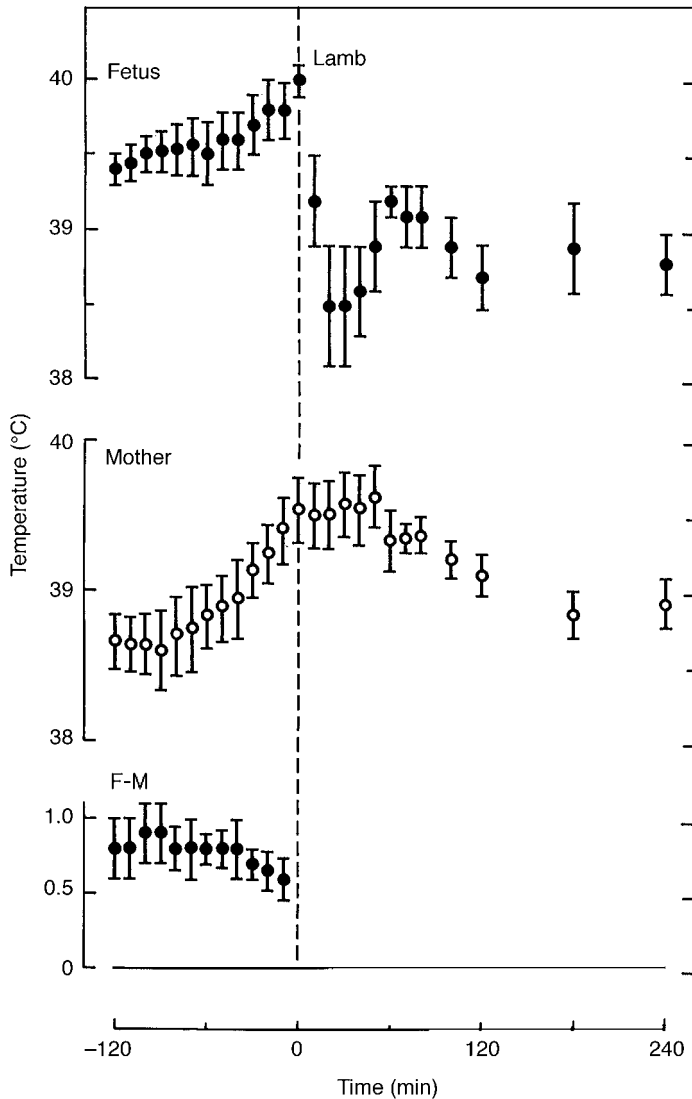 Fetus
Lamb
40
39
38
Temperature (°C)
Mother
40
39
38
F-M
1.0
0.5
0
–120
0
120
240
Time (min)